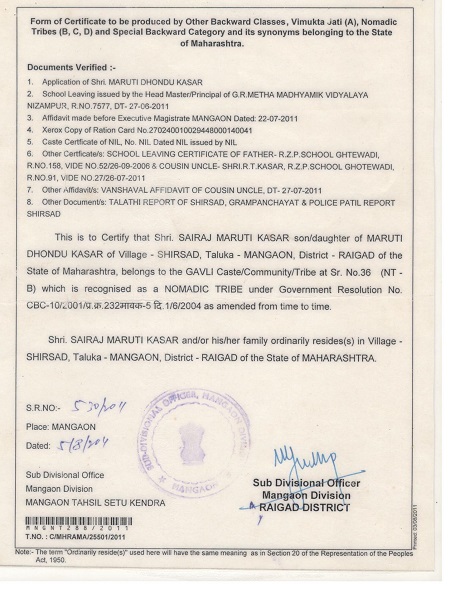 Form of Certificate to be produced by Other Backward Classes, Vimukta Jati (A), Nomadic
Tribes (B, C, D) and Special Backward Category and its synonyms belonging to the State
of Maharashtra.
Documents Verified :-
1. Application of Shri. MARUTI DHONDU KASAR
2. School Leaving issued by the Head Master/Principal of G.R.METHA MADHYAMIK VIDYALAYA
NIZAMPUR, R.NO.7577, DT- 27-06-2011
3. Affidavit made before Executive Magistrate MANGAON Dated: 22-07-2011
4. Xerox Copy of Ration Card No.270240010029448000140041
5. Caste Certficate of NIL, No. NIL Dated NIL issued by NIL
6. Other Certficate/s: SCHOOL LEAVING CERTIFICATE OF FATHER- R.Z.P.SCHOOL GHTEWADI,
R.NO.158, VIDE NO.52/26-09-2006 & COUSIN UNCLE- SHRI.R.T.KASAR, R.Z.P.SCHOOL GHOTEWADI,
R.NO.91, VIDE NO.27/26-07-2011
7. Other Affidavit/s: VANSHAVAL AFFIDAVIT OF COUSIN UNCLE, DT- 27-07-2011
8. Other Document/s: TALATHI REPORT OF SHIRSAD, GRAMPANCHAYAT & POLICE PATIL REPORT
SHIRSAD
This is to Certify that Shri. SAIRAJ MARUTI KASAR son/daughter of MARUTI
DHONDU KASAR of Village - SHIRSAD, Taluka - MANGAON, District - RAIGAD of the
State of Maharashtra, belongs to the GAVLI Caste/Community/Tribe at Sr. No.36 (NT -
B) which is recognised as a NOMADIC TRIBE under Government Resolution No.
CBC-10/2001/प्र.क्र.232मावक-5 दि.1/6/2004 as amended from time to time.
Shri. SAIRAJ MARUTI KASAR and/or his/her family ordinarily resides(s) in Village -
SHIRSAD, Taluka - MANGAON, District - RAIGAD of the State of MAHARASHTRA.
S.R.NO:- 530/2011
Place: MANGAON
Dated: 5/8/2011
SUB-DIVISIONAL OFFICER, MANGAON
MANGAON
Sub Divisional Office
Mangaon Division
MANGAON TAHSIL SETU KENDRA
Sub Divisional Officer
Mangaon Division
RAIGAD DISTRICT
MNGNT288/2011
T.NO. : C/MHRAMA/25501/2011
Printed: 03/08/2011
Note:- The term "Ordinarily reside(s)" used here will have the same meaning as in Section 20 of the Representation of the Peoples
Act, 1950.